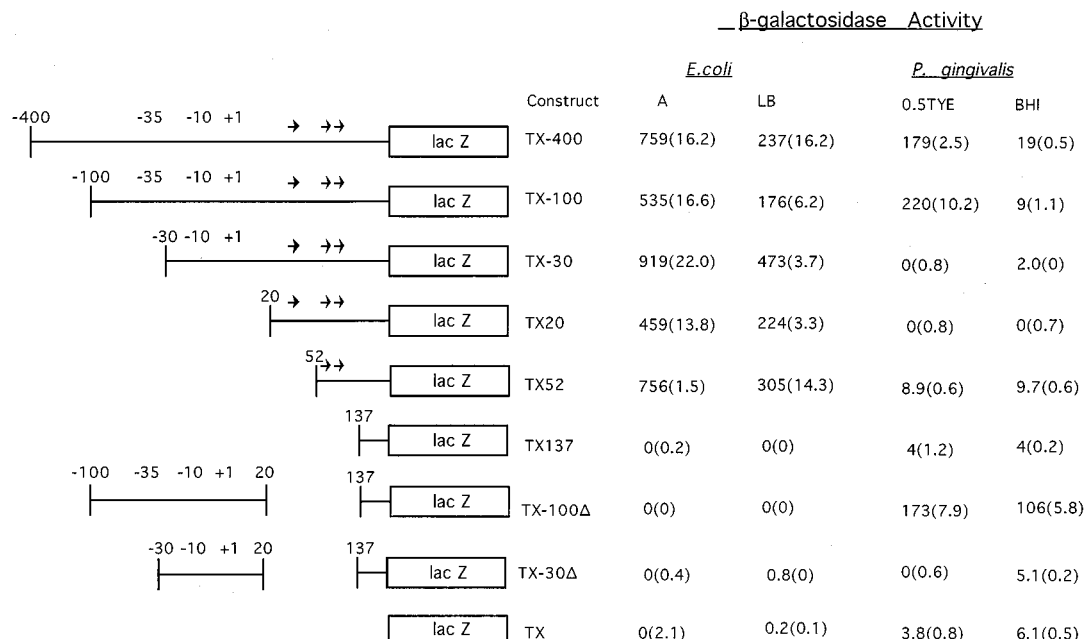 β-galactosidase Activity
E.coli P. gingivalis
Construct A LB 0.5TYE BHI
-400 -35 -10 +1
lac Z TX-400 759(16.2) 237(16.2) 179(2.5) 19(0.5)
-100 -35 -10 +1
lac Z TX-100 535(16.6) 176(6.2) 220(10.2) 9(1.1)
-30 -10 +1
lac Z TX-30 919(22.0) 473(3.7) 0(0.8) 2.0(0)
20
lac Z TX20 459(13.8) 224(3.3) 0(0.8) 0(0.7)
52
lac Z TX52 756(1.5) 305(14.3) 8.9(0.6) 9.7(0.6)
137
lac Z TX137 0(0.2) 0(0) 4(1.2) 4(0.2)
-100 -35 -10 +1 20 137
lac Z TX-100Δ 0(0) 0(0) 173(7.9) 106(5.8)
-30 -10 +1 20 137
lac Z TX-30Δ 0(0.4) 0.8(0) 0(0.6) 5.1(0.2)
lac Z TX 0(2.1) 0.2(0.1) 3.8(0.8) 6.1(0.5)